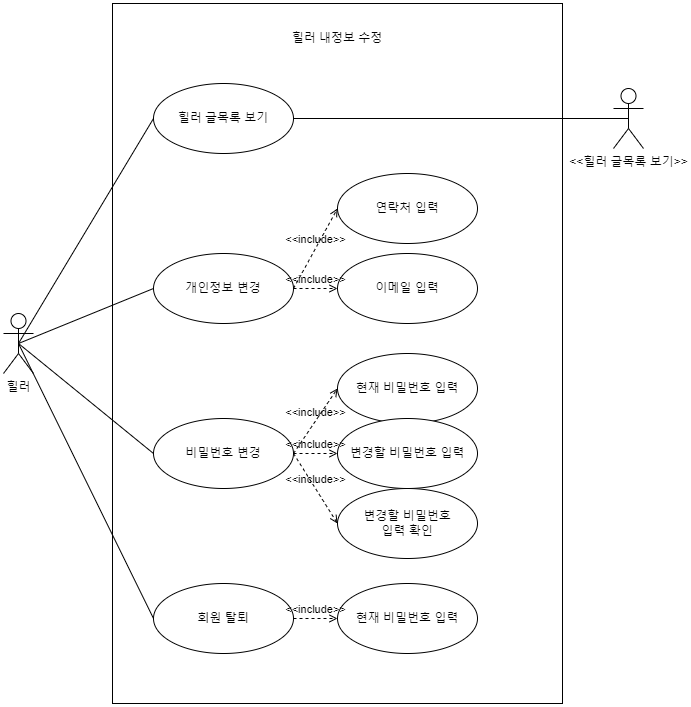 힐러 내정보 수정
힐러 글목록 보기
<<힐러 글목록 보기>>
연락처 입력
<<include>>
개인정보 변경
<<include>>
이메일 입력
힐러
현재 비밀번호 입력
<<include>>
비밀번호 변경
<<include>>
변경할 비밀번호 입력
<<include>>
변경할 비밀번호
입력 확인
회원 탈퇴
<<include>>
현재 비밀번호 입력